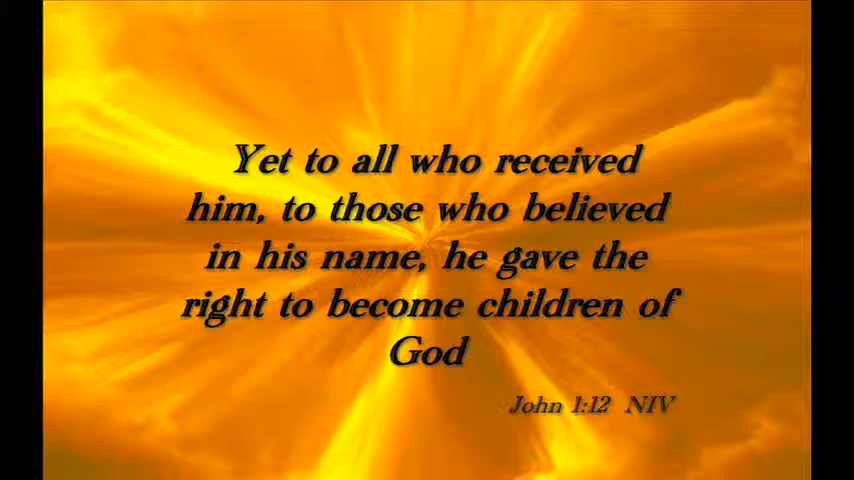 Yet to all who received
him, to those who believed
in his name, he gave the
right to become children of
God
John 1:12 NIV